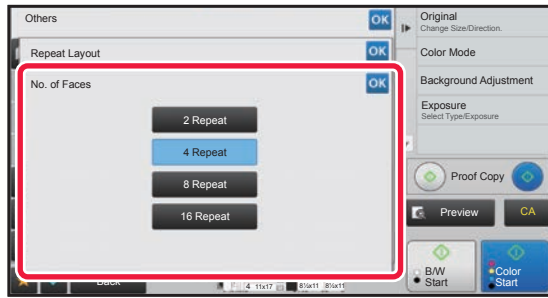 Others
OK
Repeat Layout
OK
No. of Faces
OK
2 Repeat
4 Repeat
8 Repeat
16 Repeat
Back
4 11x17
8½x11 8½x11
Original
Change Size/Direction.
Color Mode
Background Adjustment
Exposure
Select Type/Exposure
Proof Copy
Preview
CA
B/W
Start
Color
Start